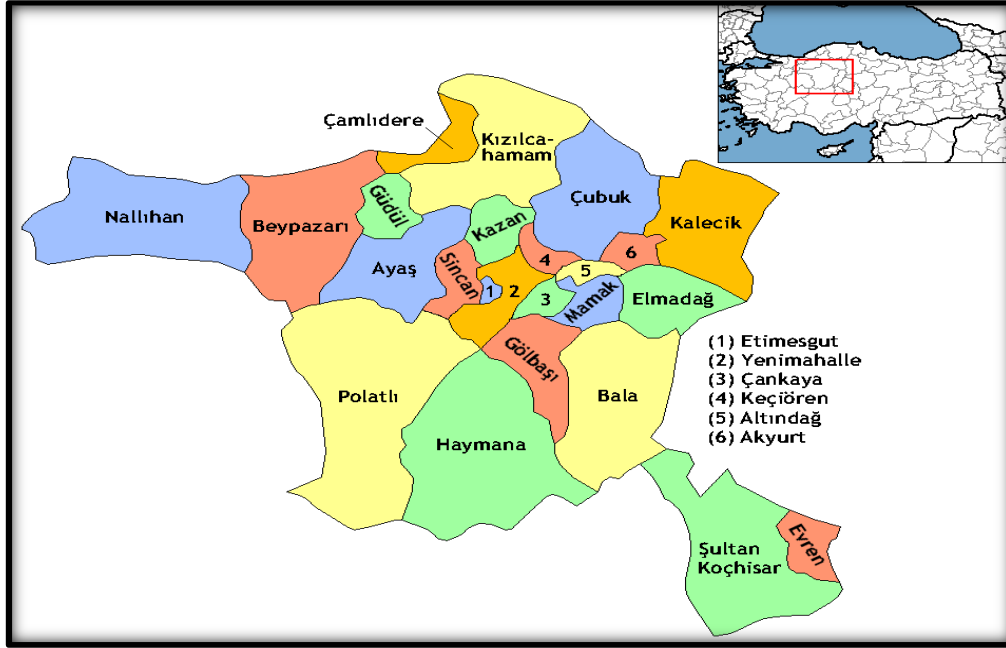 Çamlıdere
Kızılca-
hamam
Çubuk
Nallıhan
Beypazarı
Güdül
Kazan
Kalecik
Ayaş
Sincan
4
5
6
1
2
3
Mamak
Elmadağ
Gölbaşı
Polatlı
Bala
Haymana
(1) Etimesgut
(2) Yenimahalle
(3) Çankaya
(4) Keçiören
(5) Altındağ
(6) Akyurt
Şultan
Koçhisar
Evren